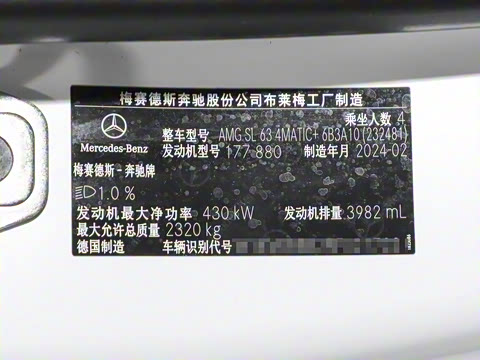 梅赛德斯奔驰股份公司布莱梅工厂制造
乘坐人数 4
整车型号 AMG SL 63 4MATIC+ 6B3A10 (232481)
Mercedes-Benz 发动机型号 177 880 制造年月 2024-02
梅赛德斯 - 奔驰牌
1.0 %
发动机最大净功率 430 kW 发动机排量 3982 mL
最大允许总质量 2320 kg
德国制造 车辆识别代号